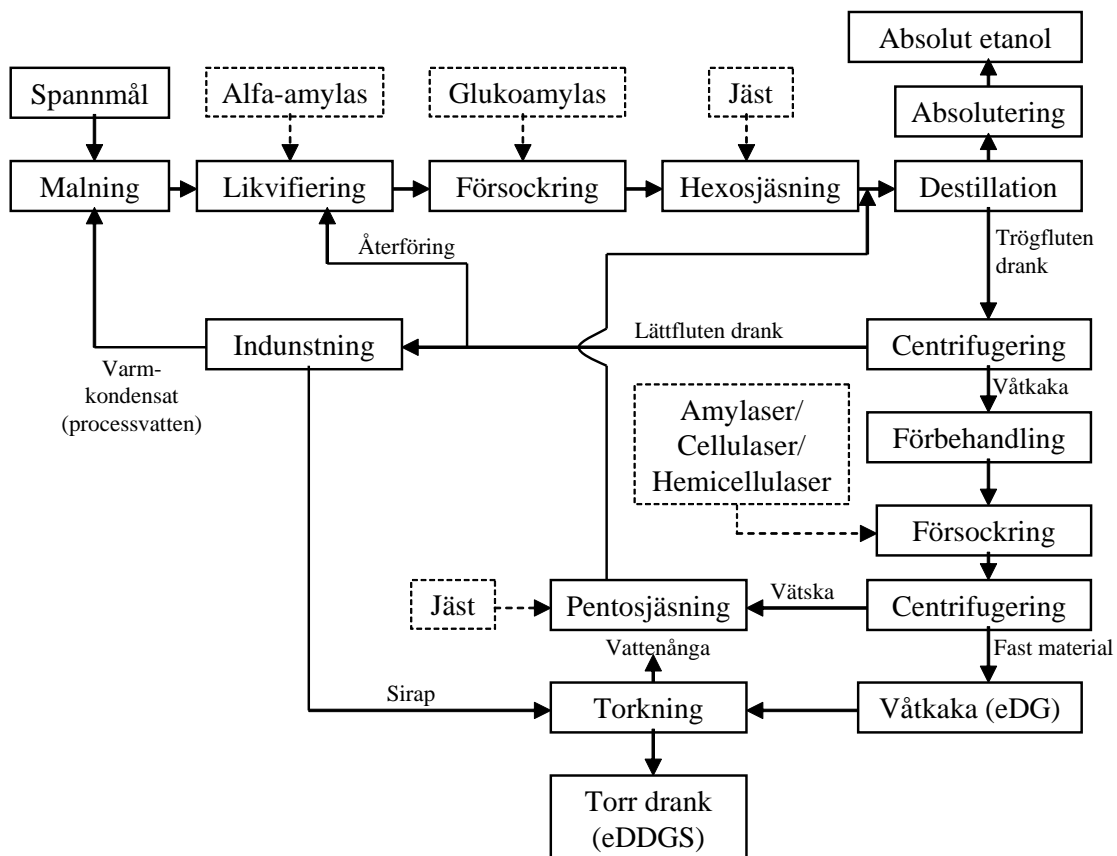 Absolut etanol
Spannmål
Alfa-amylas
Glukoamylas
Jäst
Absolutering
Malning
Likvifiering
Försockring
Hexosjäsning
Destillation
Återföring
Trögfluten
drank
Indunstning
Lättfluten drank
Centrifugering
Varm-
kondensat
(processvatten)
Våtkaka
Amylaser/
Cellulaser/
Hemicellulaser
Förbehandling
Försockring
Jäst
Pentosjäsning
Vätska
Centrifugering
Vattenånga
Fast material
Sirap
Torkning
Våtkaka (eDG)
Torr drank
(eDDGS)